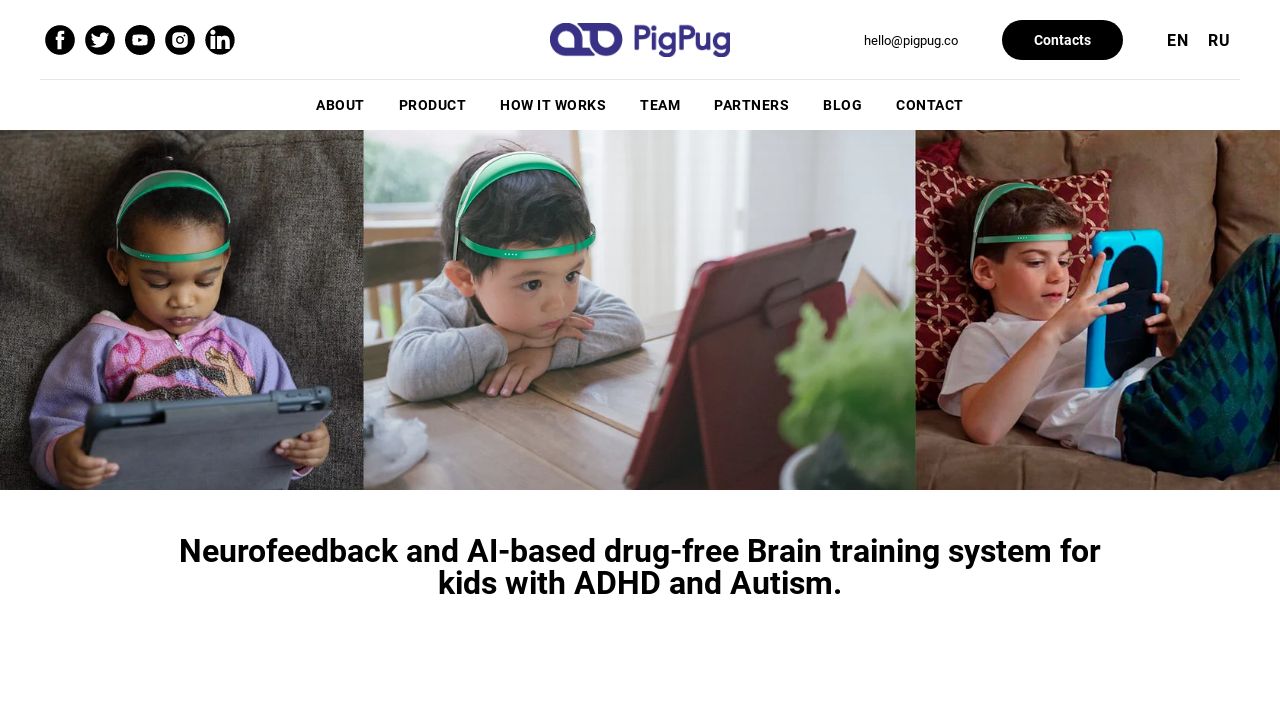 PigPug
hello@pigpug.co
Contacts
EN RU
ABOUT PRODUCT HOW IT WORKS TEAM PARTNERS BLOG CONTACT
Neurofeedback and AI-based drug-free Brain training system for
kids with ADHD and Autism.